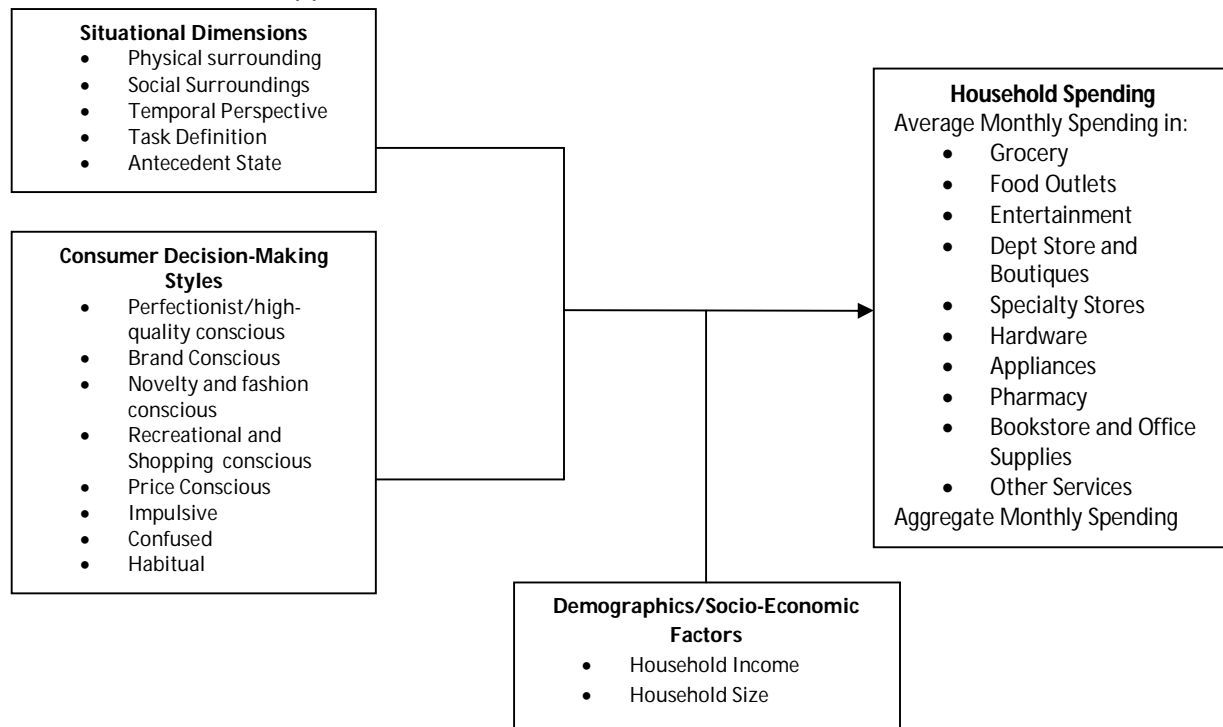 Situational Dimensions
• Physical surrounding
• Social Surroundings
• Temporal Perspective
• Task Definition
• Antecedent State
Consumer Decision-Making
Styles
• Perfectionist/high-
quality conscious
• Brand Conscious
• Novelty and fashion
conscious
• Recreational and
Shopping conscious
• Price Conscious
• Impulsive
• Confused
• Habitual
Household Spending
Average Monthly Spending in:
• Grocery
• Food Outlets
• Entertainment
• Dept Store and
Boutiques
• Specialty Stores
• Hardware
• Appliances
• Pharmacy
• Bookstore and Office
Supplies
• Other Services
Aggregate Monthly Spending
Demographics/Socio-Economic
Factors
• Household Income
• Household Size